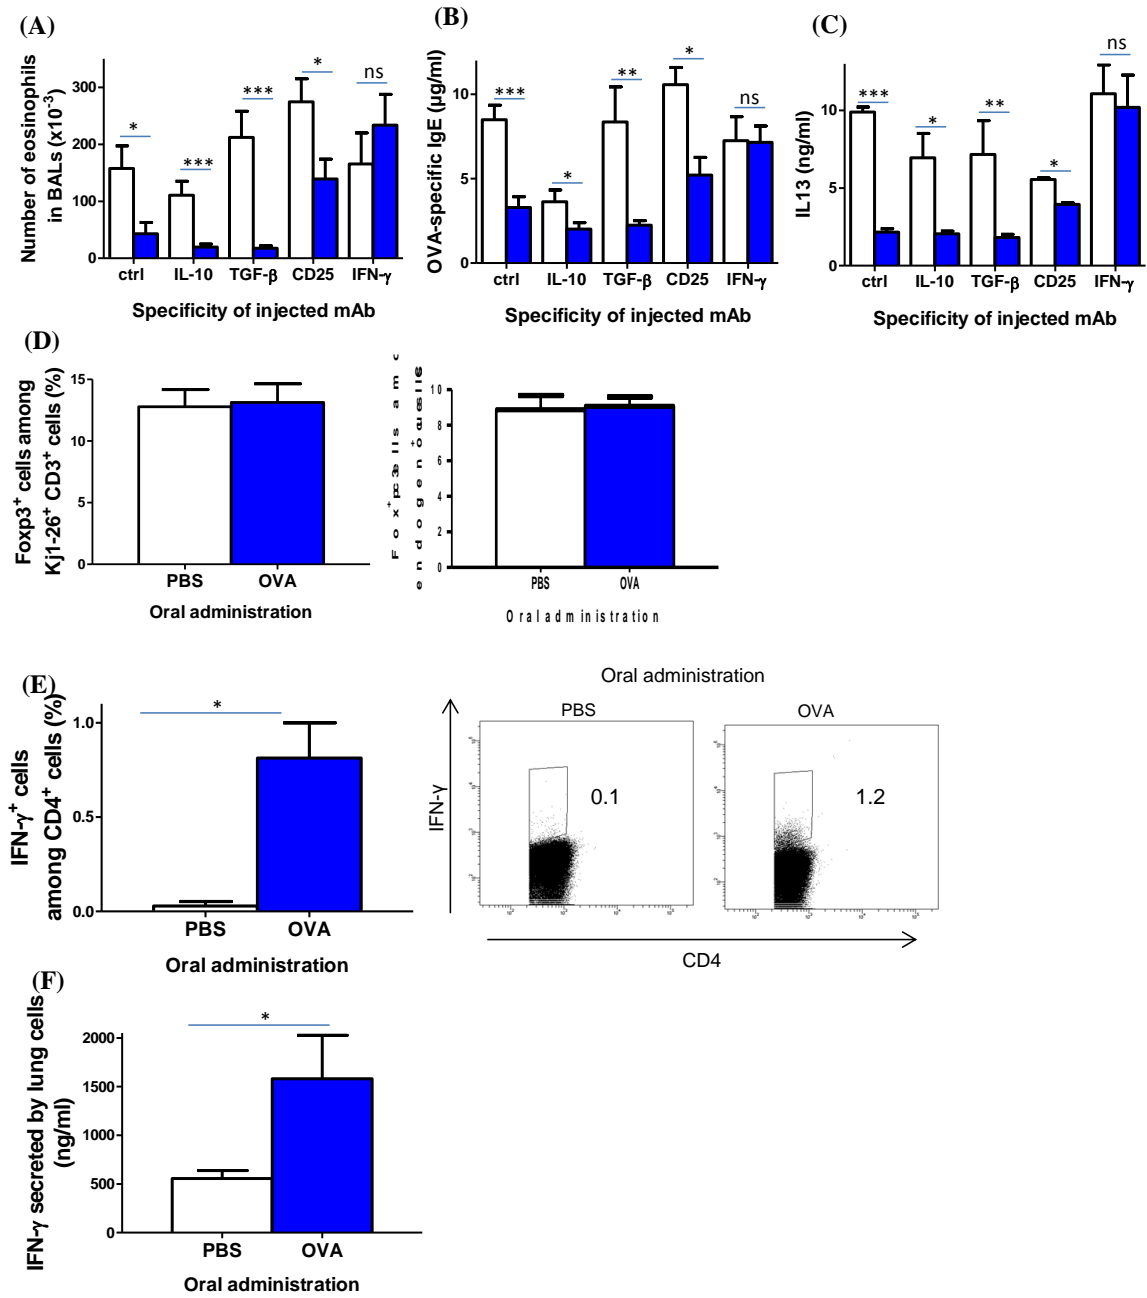 (A)
Number of eosinophils
in BALs (x10⁻³)
300
200
100
0
*
***
***
*
ns
ctrl IL-10 TGF-β CD25 IFN-γ
Specificity of injected mAb
(B)
OVA-specific IgE (μg/ml)
10
5
0
***
*
**
*
ns
ctrl IL-10 TGF-β CD25 IFN-γ
Specificity of injected mAb
(C)
IL13 (ng/ml)
10
5
0
***
*
**
*
ns
ctrl IL-10 TGF-β CD25 IFN-γ
Specificity of injected mAb
(D)
Foxp3⁺ cells among
Kj1-26⁺ CD3⁺ cells (%)
15
10
5
0
PBS OVA
Oral administration
10
8
6
4
2
0
PBS OVA
Oral administration
(E)
IFN-γ⁺ cells
among CD4⁺ cells (%)
1.0
0.5
0.0
*
PBS OVA
Oral administration
Oral administration
PBS OVA
IFN-γ
0.1
1.2
CD4
(F)
IFN-γ secreted by lung cells
(ng/ml)
2000
1500
1000
500
0
*
PBS OVA
Oral administration